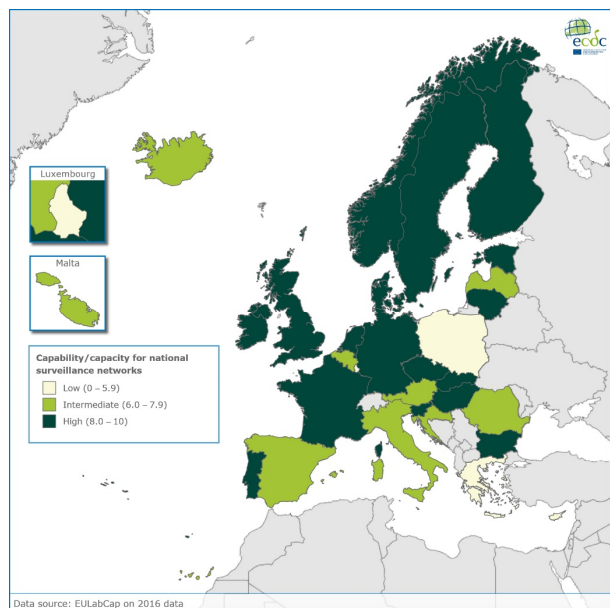 ecdc
Luxembourg
Malta
Capability/capacity for national
surveillance networks
Low (0 – 5.9)
Intermediate (6.0 – 7.9)
High (8.0 – 10)
Data source: EULabCap on 2016 data